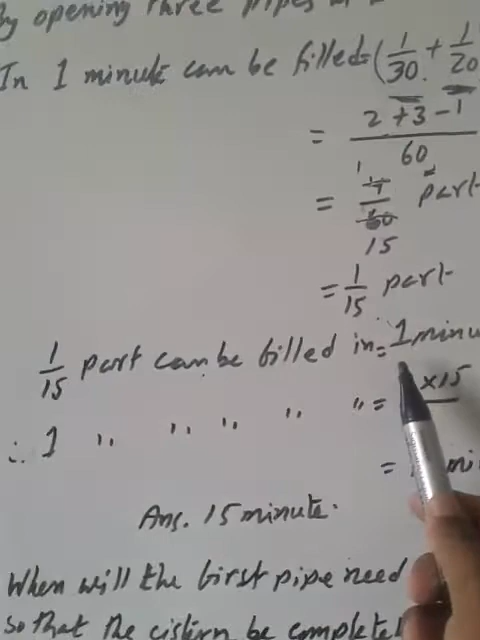 By opening three pipes
In 1 minute can be filled=(1/30 + 1/20
= 2+3-1/60
= 4/60 part
1
15
= 1/15 part
1/15 part can be filled in = 1 minu
∴ 1 " " " " " = ×15
= mi
Ans. 15 minute.
When will the first pipe need
so that the cistern be complete